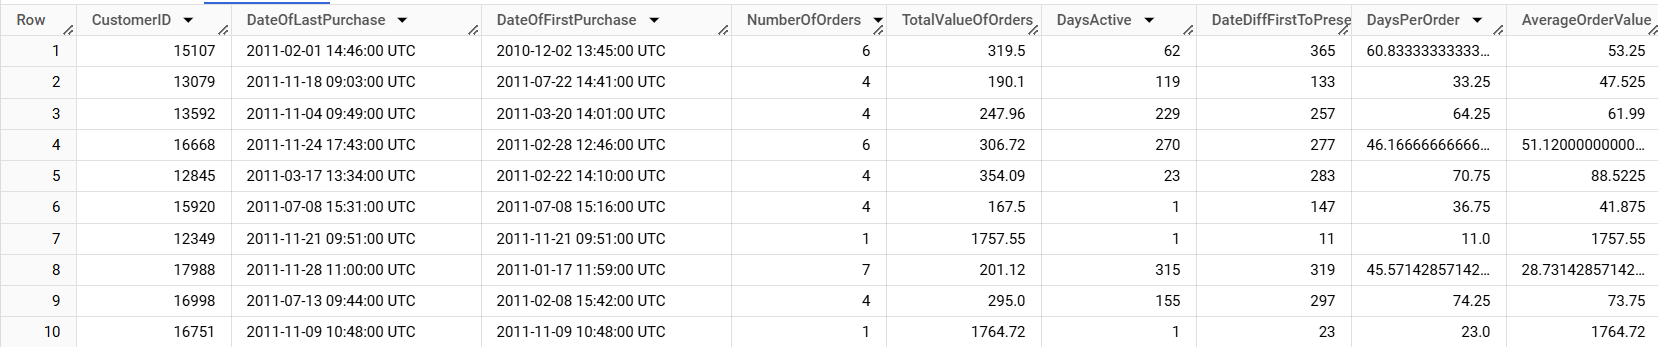 Row CustomerID DateOfLastPurchase DateOfFirstPurchase NumberOfOrders TotalValueOfOrders DaysActive DateDiffFirstToPrese DaysPerOrder AverageOrderValue
1 15107 2011-02-01 14:46:00 UTC 2010-12-02 13:45:00 UTC 6 319.5 62 365 60.83333333333... 53.25
2 13079 2011-11-18 09:03:00 UTC 2011-07-22 14:41:00 UTC 4 190.1 119 133 33.25 47.525
3 13592 2011-11-04 09:49:00 UTC 2011-03-20 14:01:00 UTC 4 247.96 229 257 64.25 61.99
4 16668 2011-11-24 17:43:00 UTC 2011-02-28 12:46:00 UTC 6 306.72 270 277 46.16666666666... 51.12000000000...
5 12845 2011-03-17 13:34:00 UTC 2011-02-22 14:10:00 UTC 4 354.09 23 283 70.75 88.5225
6 15920 2011-07-08 15:31:00 UTC 2011-07-08 15:16:00 UTC 4 167.5 1 147 36.75 41.875
7 12349 2011-11-21 09:51:00 UTC 2011-11-21 09:51:00 UTC 1 1757.55 1 11 11.0 1757.55
8 17988 2011-11-28 11:00:00 UTC 2011-01-17 11:59:00 UTC 7 201.12 315 319 45.57142857142... 28.73142857142...
9 16998 2011-07-13 09:44:00 UTC 2011-02-08 15:42:00 UTC 4 295.0 155 297 74.25 73.75
10 16751 2011-11-09 10:48:00 UTC 2011-11-09 10:48:00 UTC 1 1764.72 1 23 23.0 1764.72